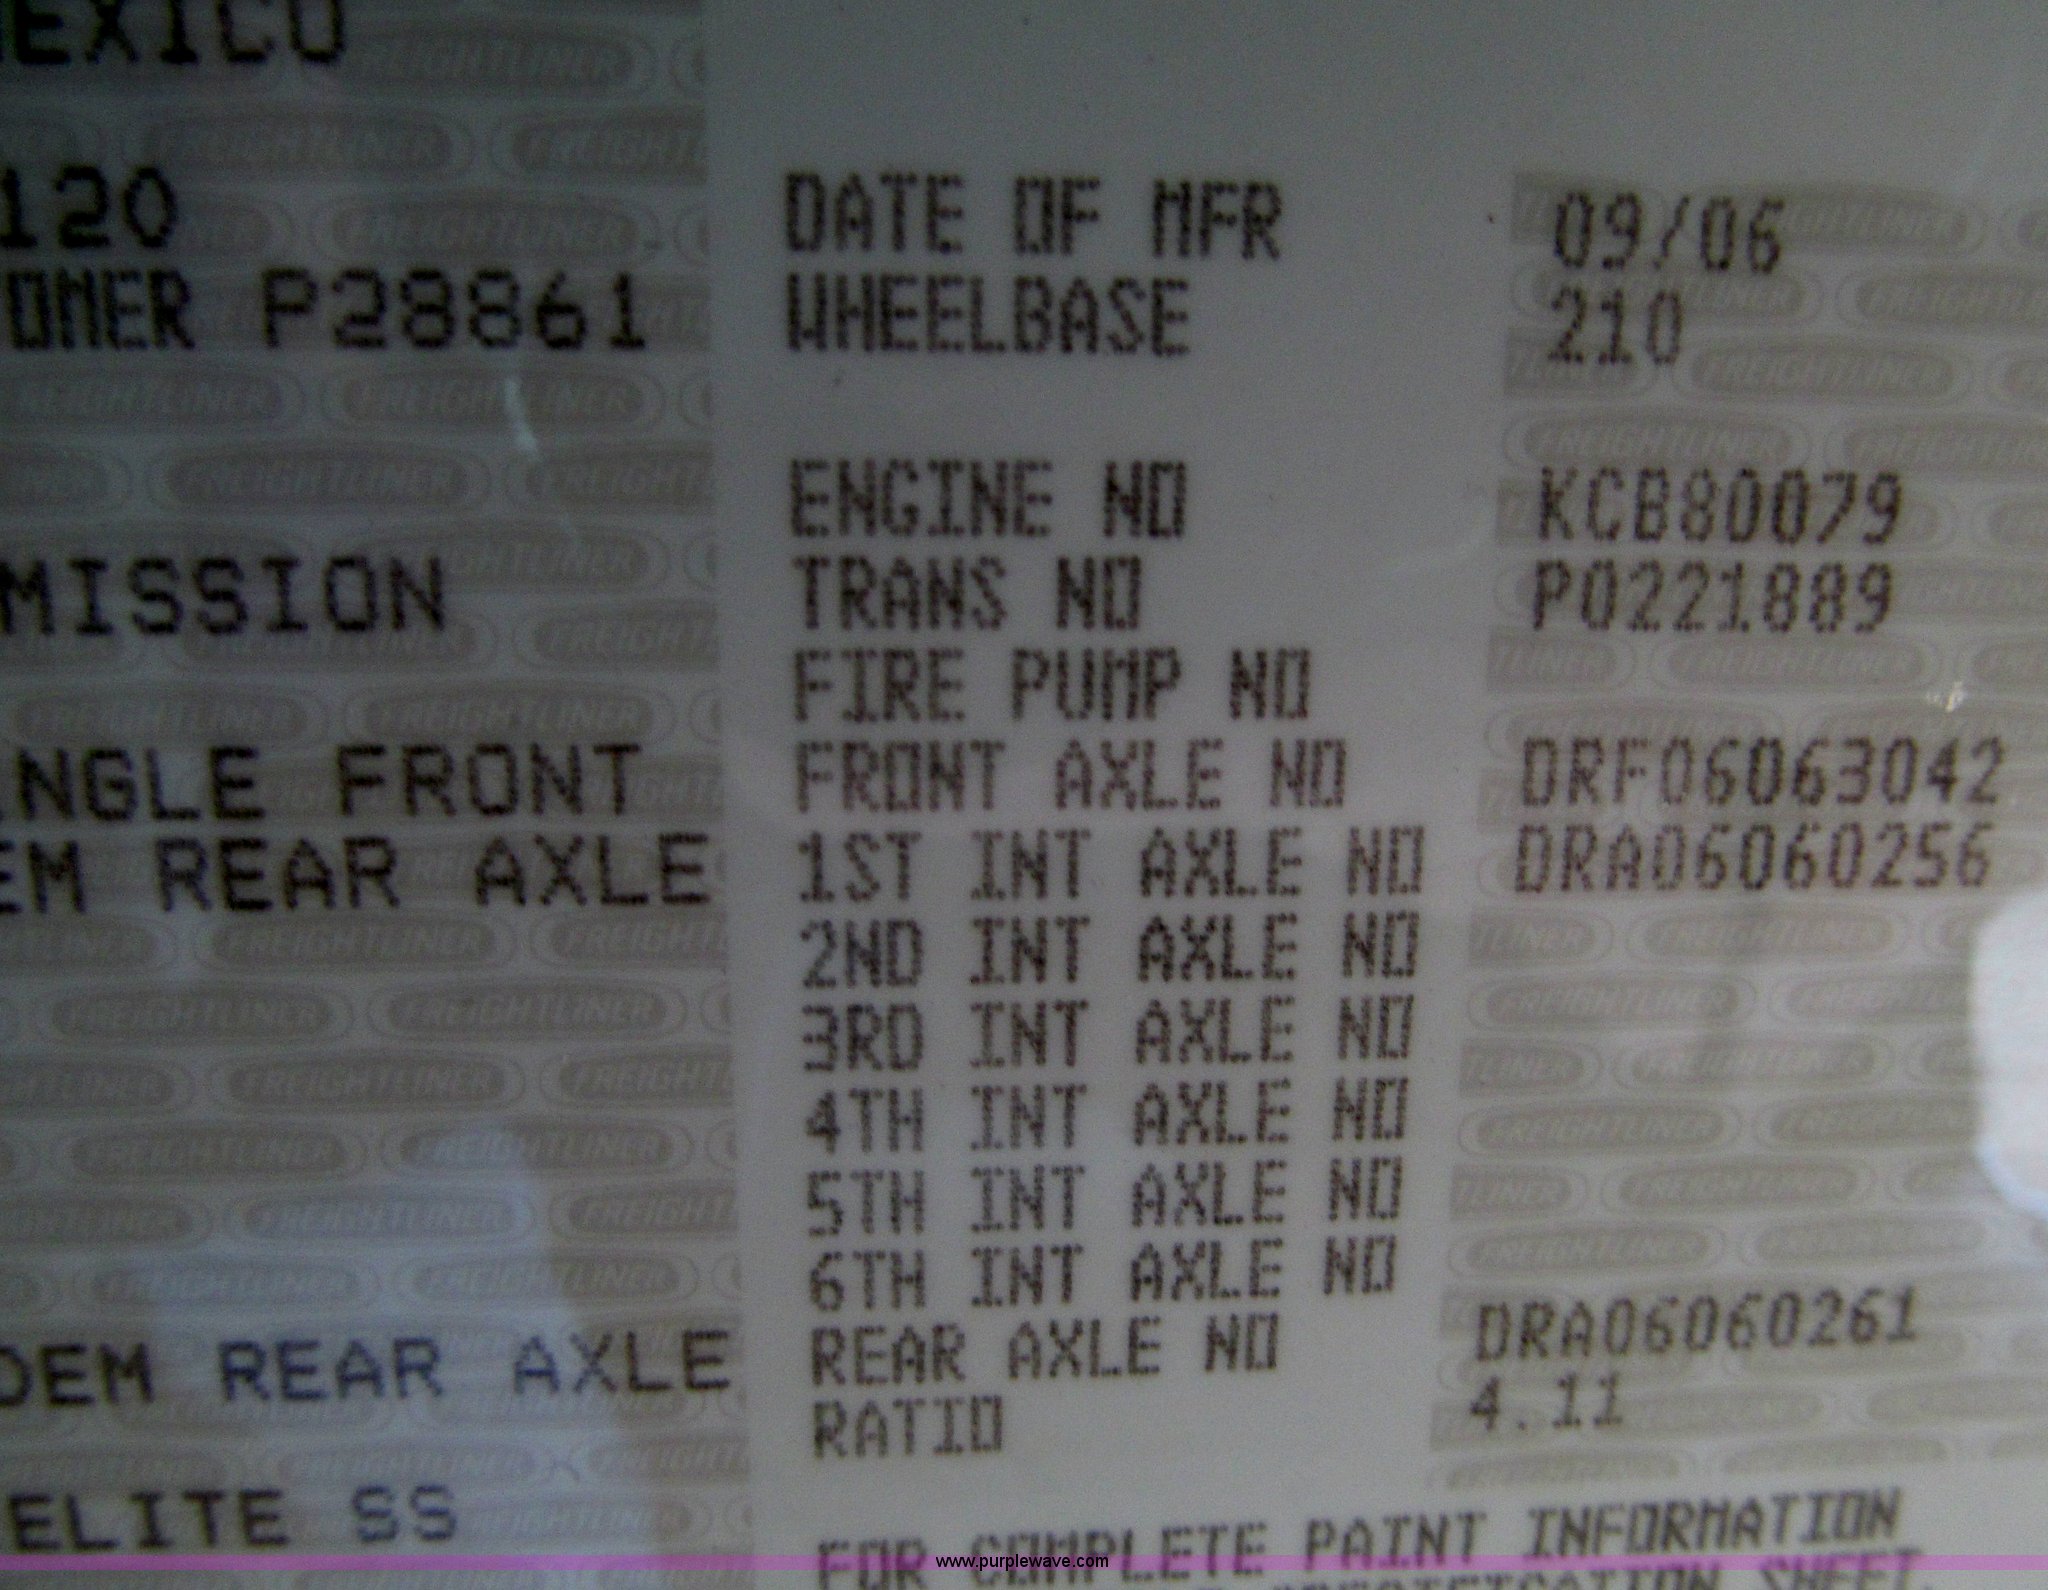 MEXICO
120
DATE OF MFR 09/06
TOMER P28861 WHEELBASE 210
ENGINE NO KCB80079
MISSION TRANS NO P0221889
FIRE PUMP NO
NGLE FRONT FRONT AXLE NO DRF06063042
EM REAR AXLE 1ST INT AXLE NO DRA06060256
2ND INT AXLE NO
3RD INT AXLE NO
4TH INT AXLE NO
5TH INT AXLE NO
6TH INT AXLE NO
DEM REAR AXLE REAR AXLE NO DRA06060261
RATIO 4.11
ELITE SS
FOR COMPLETE PAINT INFORMATION
SHEET
www.purplewave.com